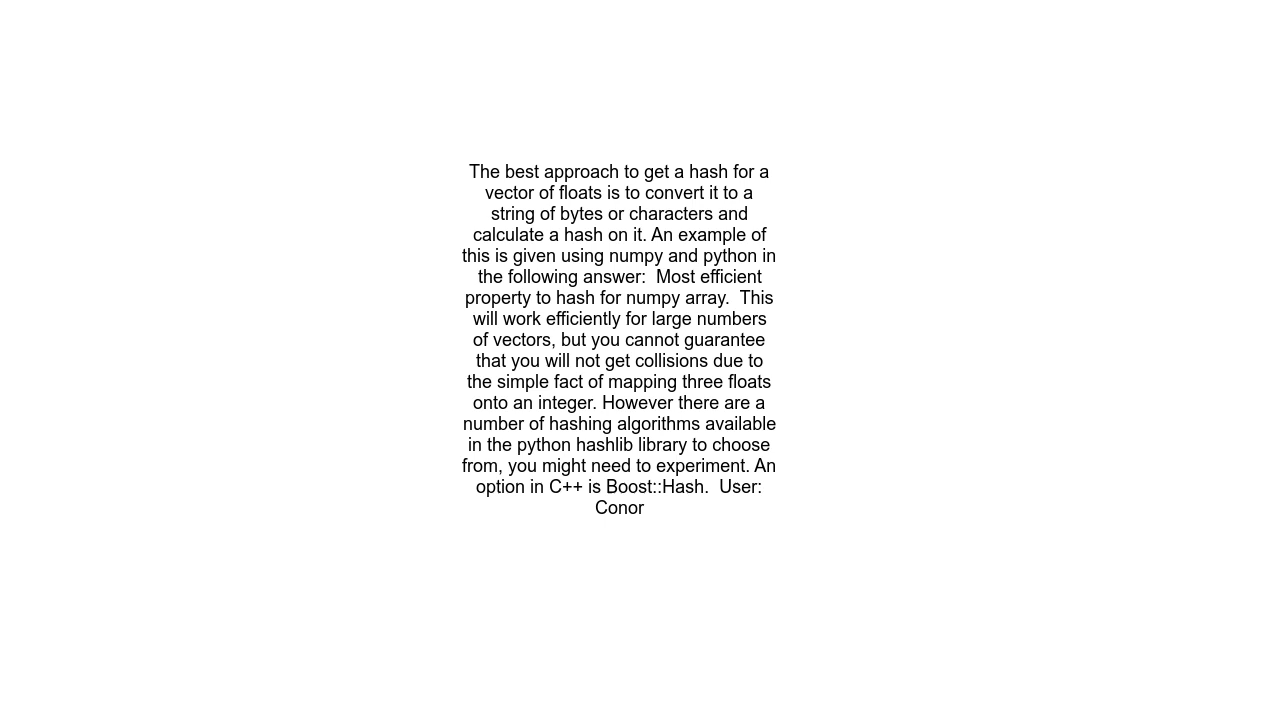 The best approach to get a hash for a
vector of floats is to convert it to a
string of bytes or characters and
calculate a hash on it. An example of
this is given using numpy and python in
the following answer:  Most efficient
property to hash for numpy array.  This
will work efficiently for large numbers
of vectors, but you cannot guarantee
that you will not get collisions due to
the simple fact of mapping three floats
onto an integer. However there are a
number of hashing algorithms available
in the python hashlib library to choose
from, you might need to experiment. An
option in C++ is Boost::Hash.  User:
Conor